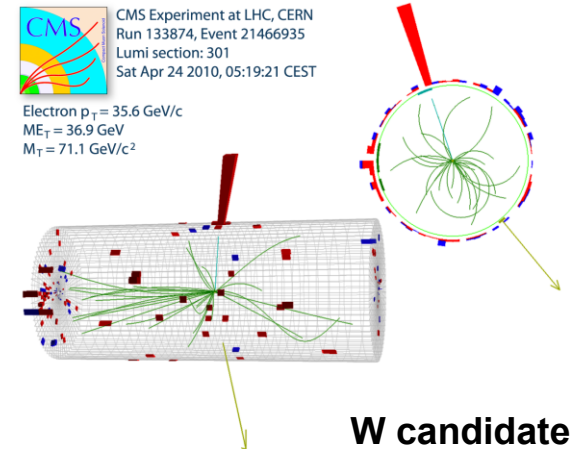 CMS
CMS Experiment at LHC, CERN
Run 133874, Event 21466935
Lumi section: 301
Sat Apr 24 2010, 05:19:21 CEST
Electron pT = 35.6 GeV/c
MET = 36.9 GeV
MT = 71.1 GeV/c²
W candidate